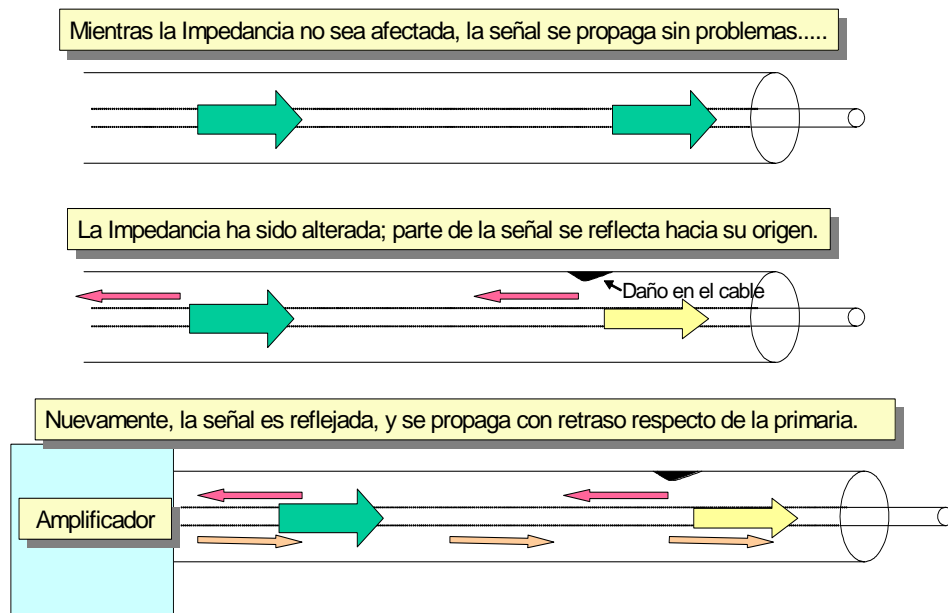 Mientras la Impedancia no sea afectada, la señal se propaga sin problemas.....
La Impedancia ha sido alterada; parte de la señal se reflecta hacia su origen.
Daño en el cable
Nuevamente, la señal es reflejada, y se propaga con retraso respecto de la primaria.
Amplificador